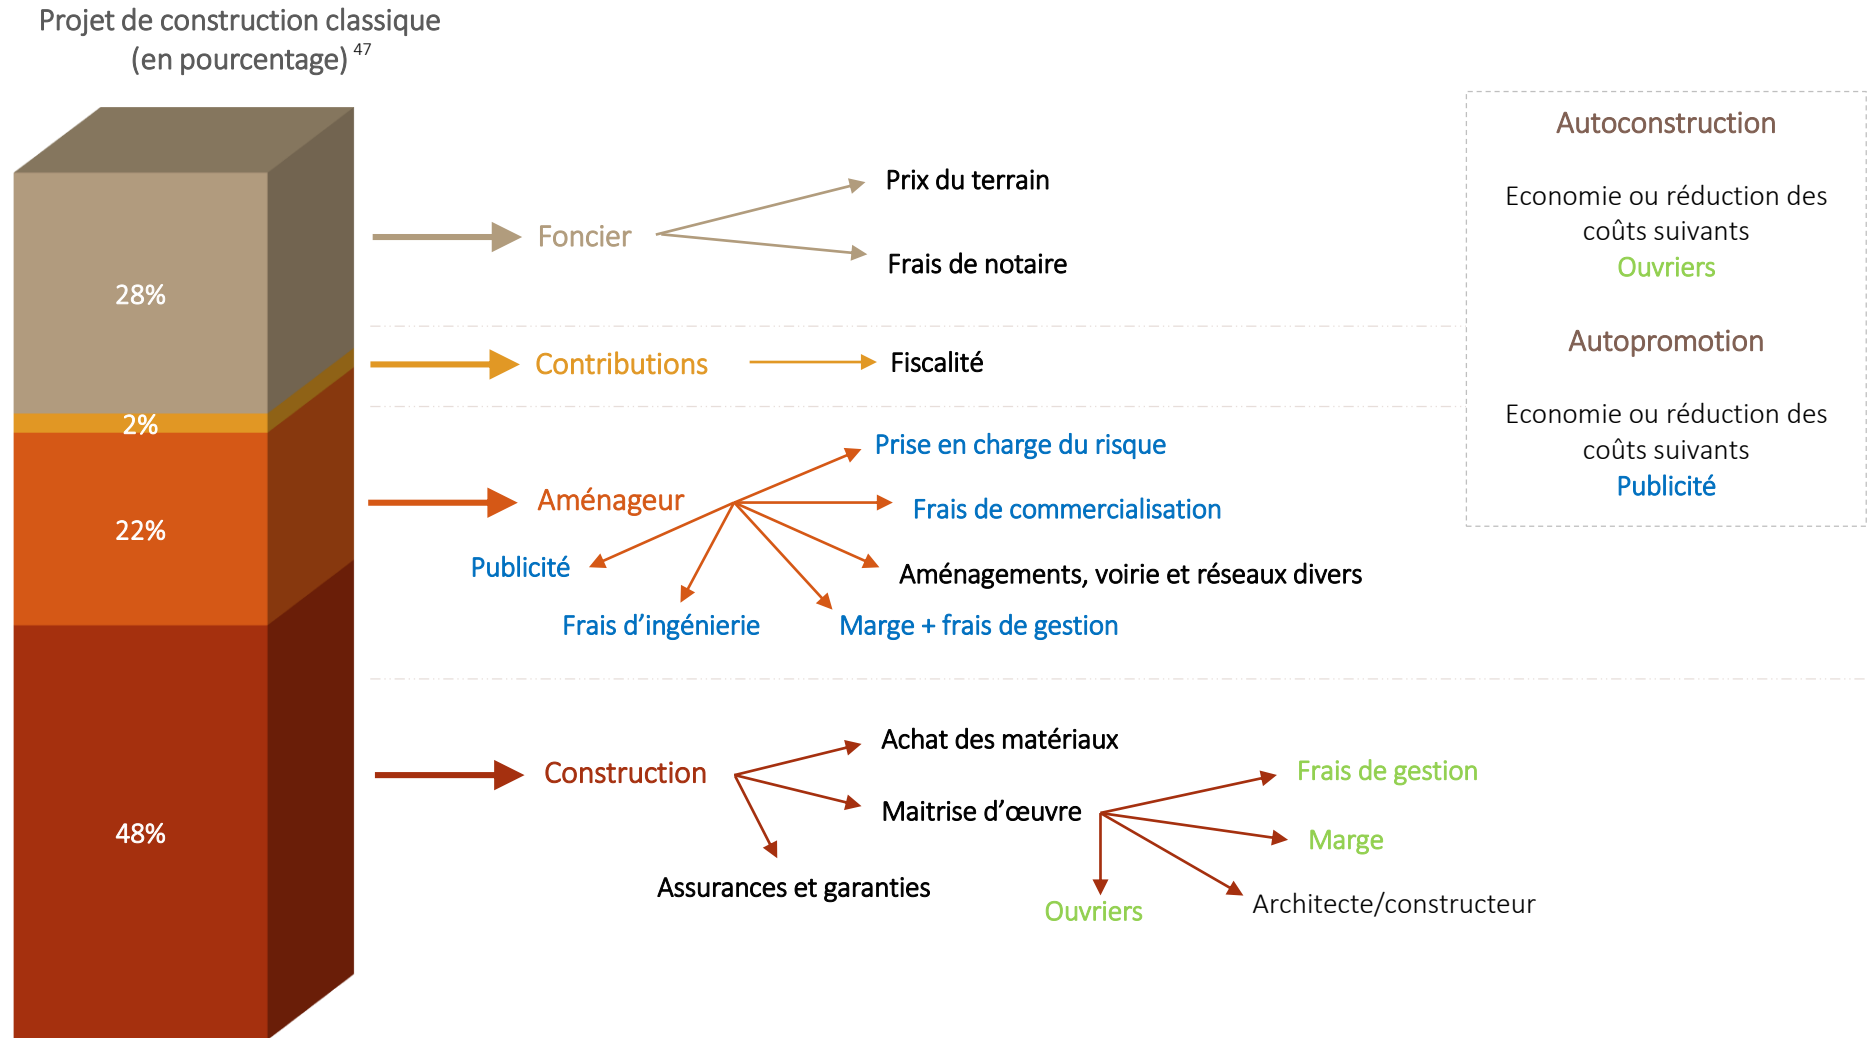 Projet de construction classique
(en pourcentage) 47
28%
2%
22%
48%
Foncier
Prix du terrain
Frais de notaire
Contributions
Fiscalité
Aménageur
Prise en charge du risque
Frais de commercialisation
Aménagements, voirie et réseaux divers
Marge + frais de gestion
Frais d’ingénierie
Publicité
Construction
Achat des matériaux
Maitrise d’œuvre
Assurances et garanties
Frais de gestion
Marge
Architecte/constructeur
Ouvriers
Autoconstruction
Economie ou réduction des
coûts suivants
Ouvriers
Autopromotion
Economie ou réduction des
coûts suivants
Publicité